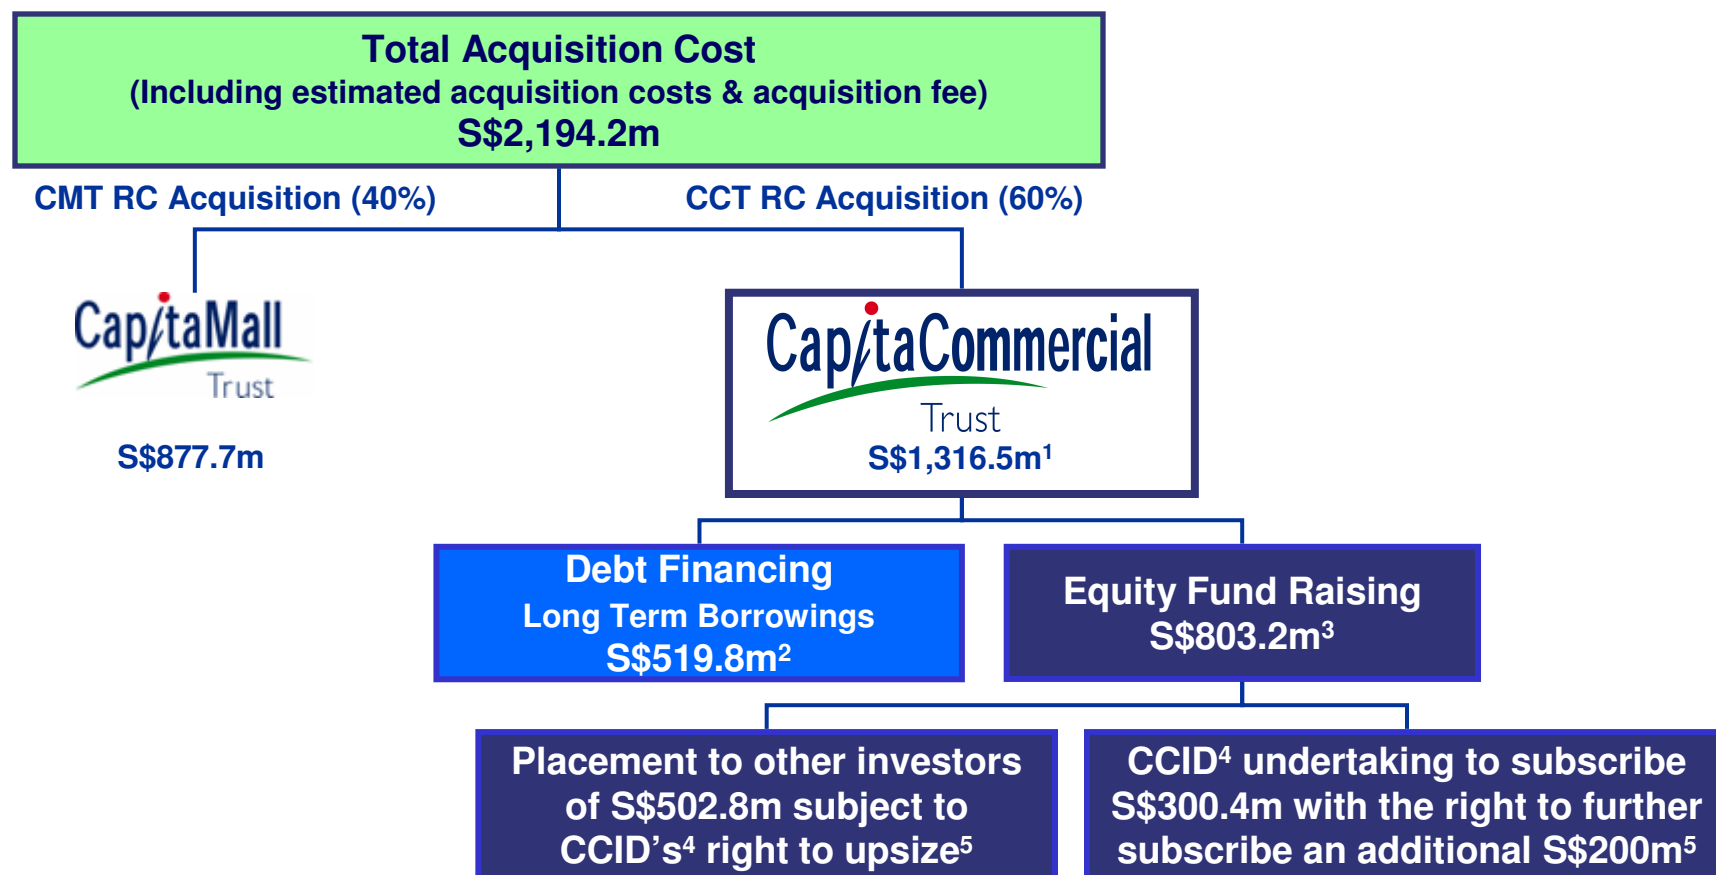 Total Acquisition Cost
(Including estimated acquisition costs & acquisition fee)
S$2,194.2m
CMT RC Acquisition (40%)
CCT RC Acquisition (60%)
CapitaMall
Trust
S$877.7m
CapitaCommercial
Trust
S$1,316.5m¹
Debt Financing
Long Term Borrowings
S$519.8m²
Equity Fund Raising
S$803.2m³
Placement to other investors
of S$502.8m subject to
CCID’s⁴ right to upsize⁵
CCID⁴ undertaking to subscribe
S$300.4m with the right to further
subscribe an additional S$200m⁵